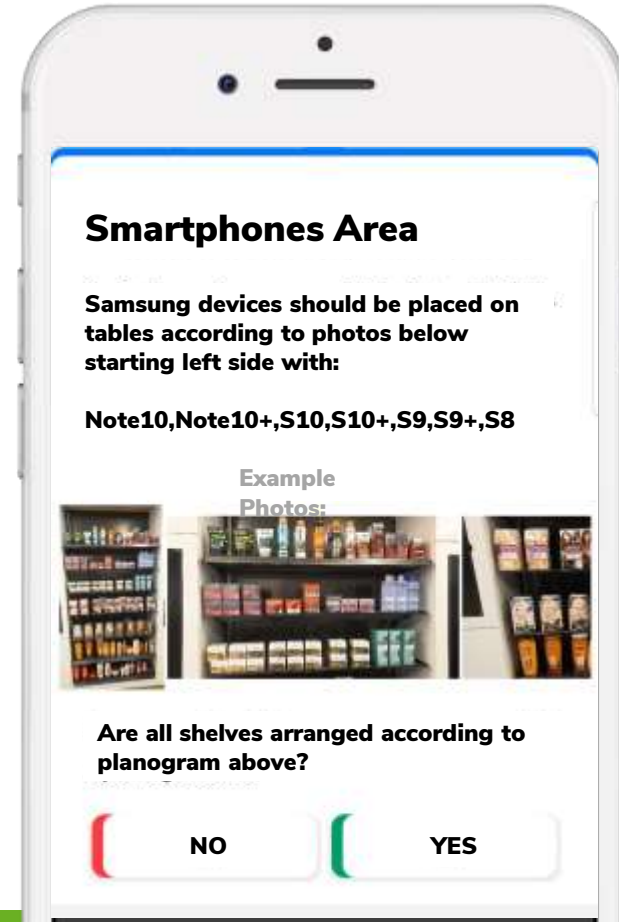 Smartphones Area
Samsung devices should be placed on
tables according to photos below
starting left side with:
Note10,Note10+,S10,S10+,S9,S9+,S8
Example
Photos:
Are all shelves arranged according to
planogram above?
NO
YES